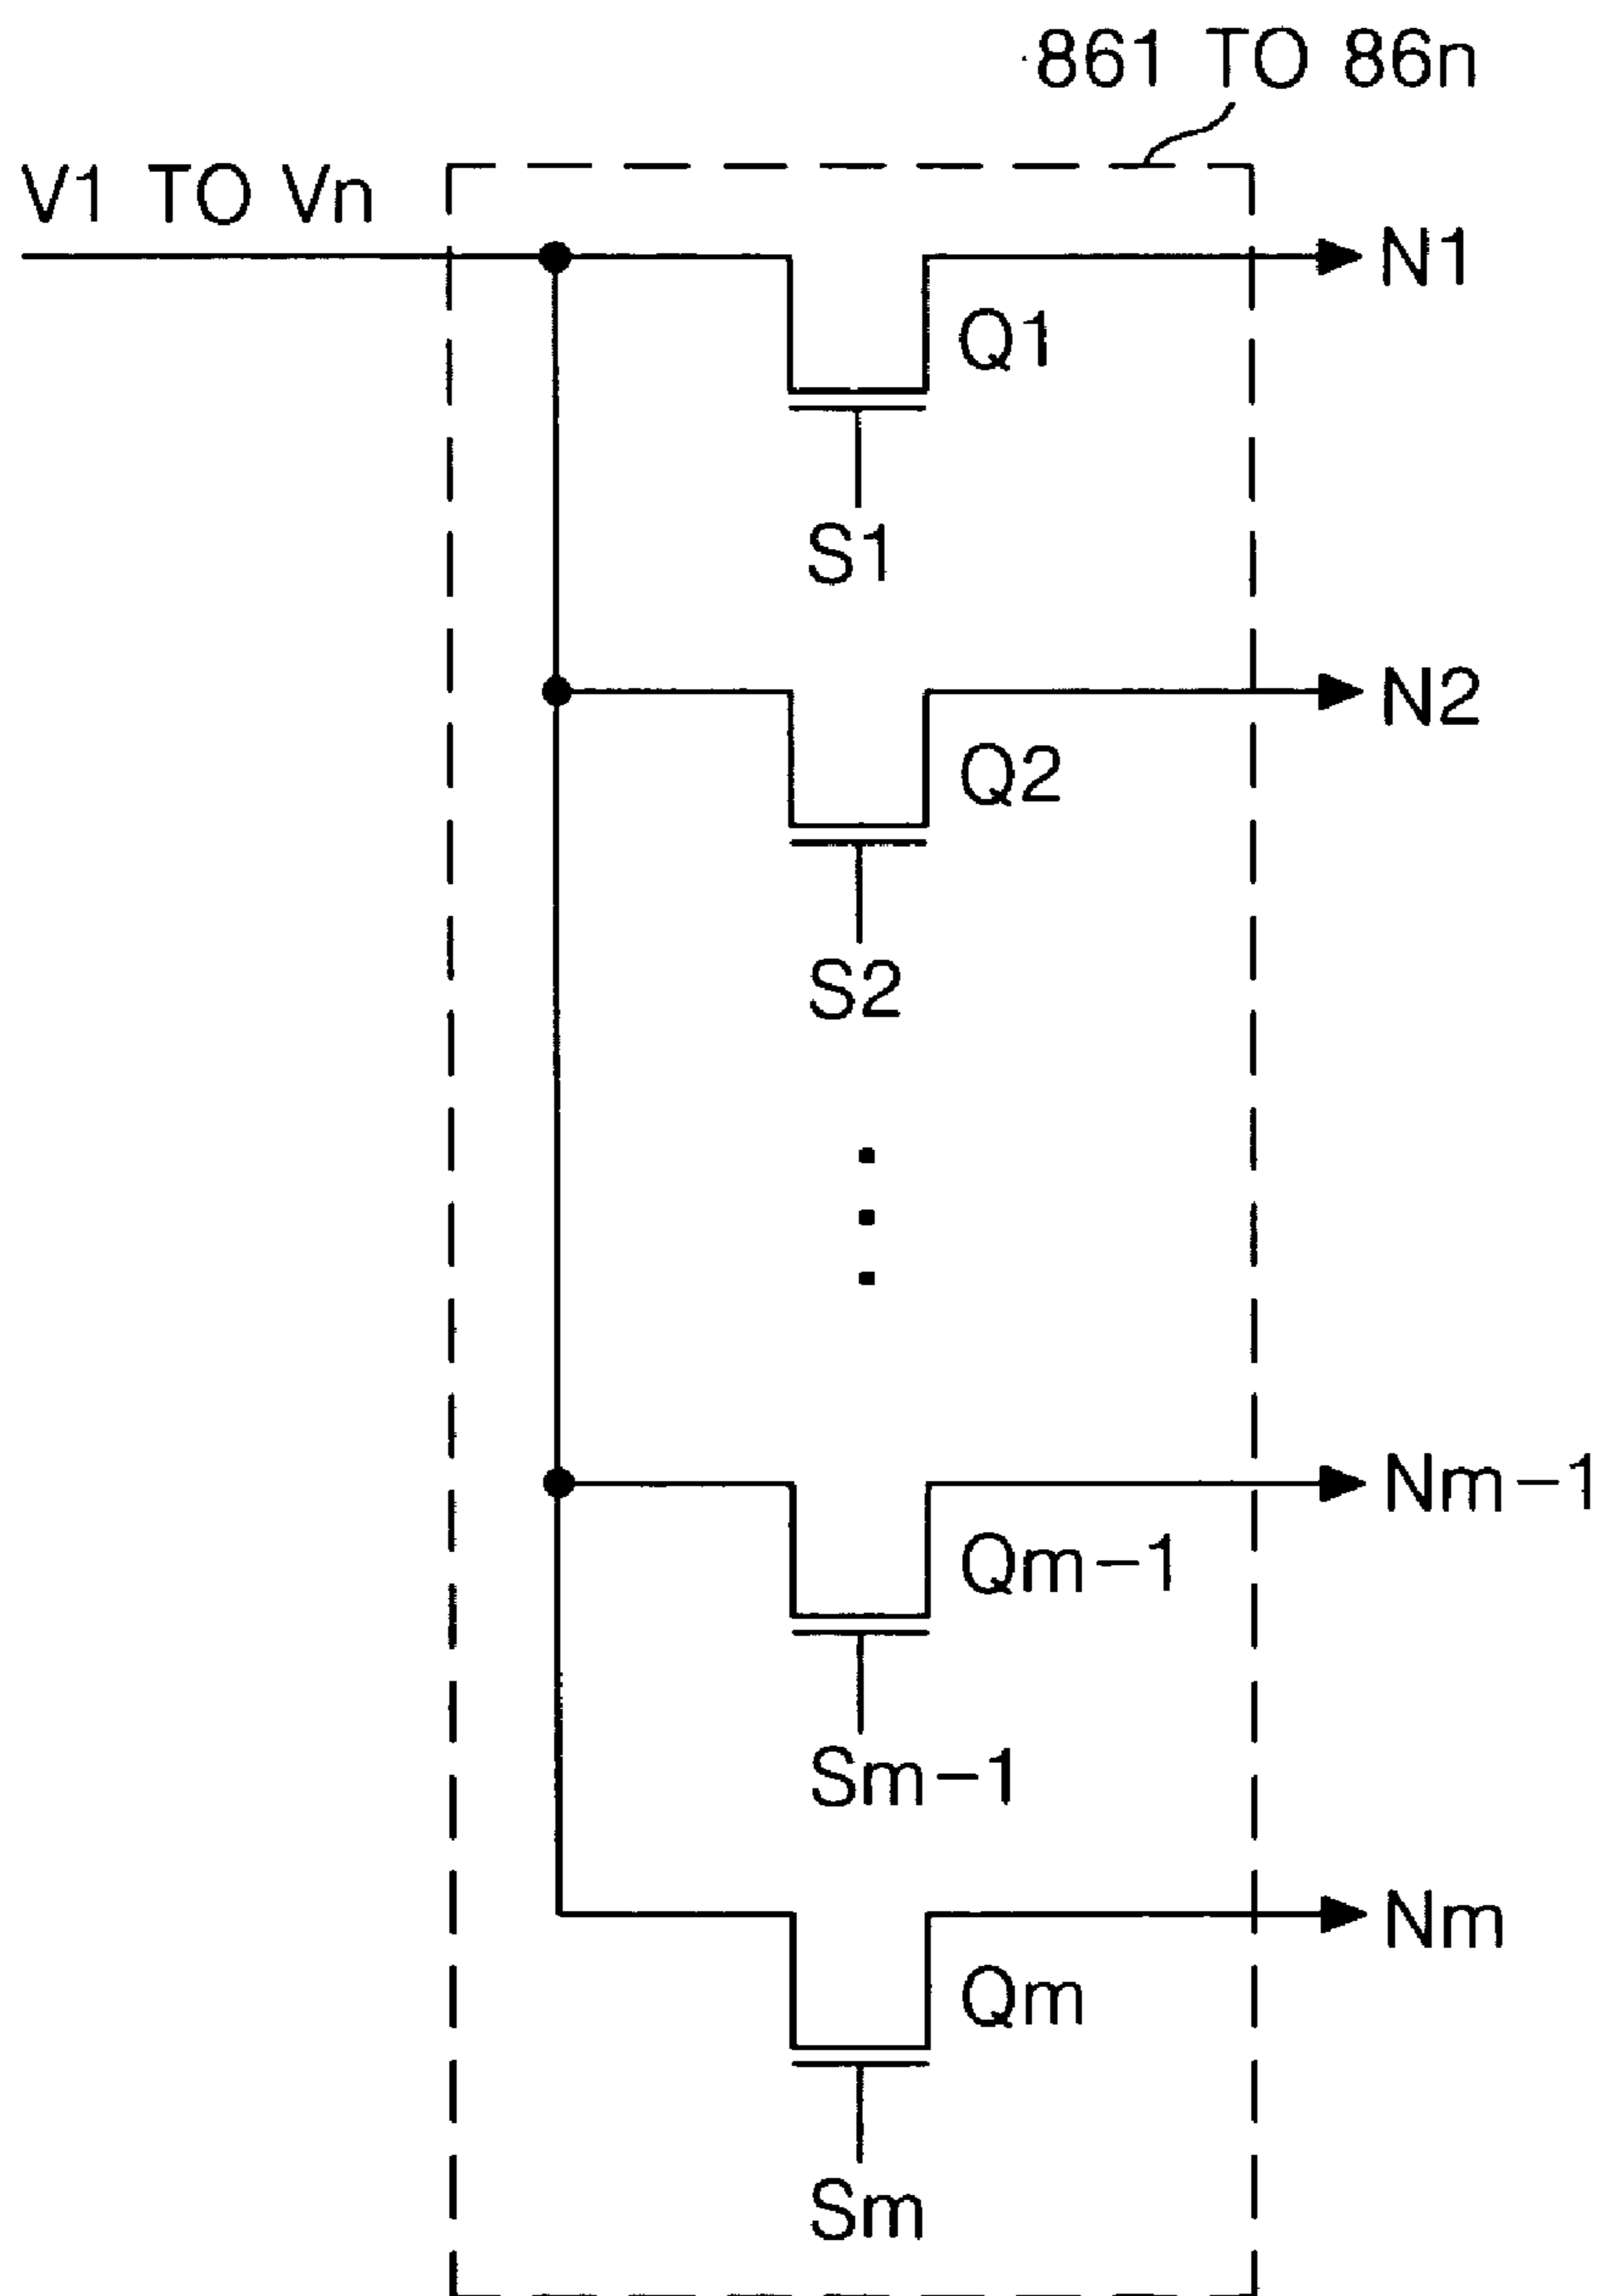 861 TO 86n
V1 TO Vn
N1
Q1
S1
N2
Q2
S2
Nm-1
Qm-1
Sm-1
Nm
Qm
Sm